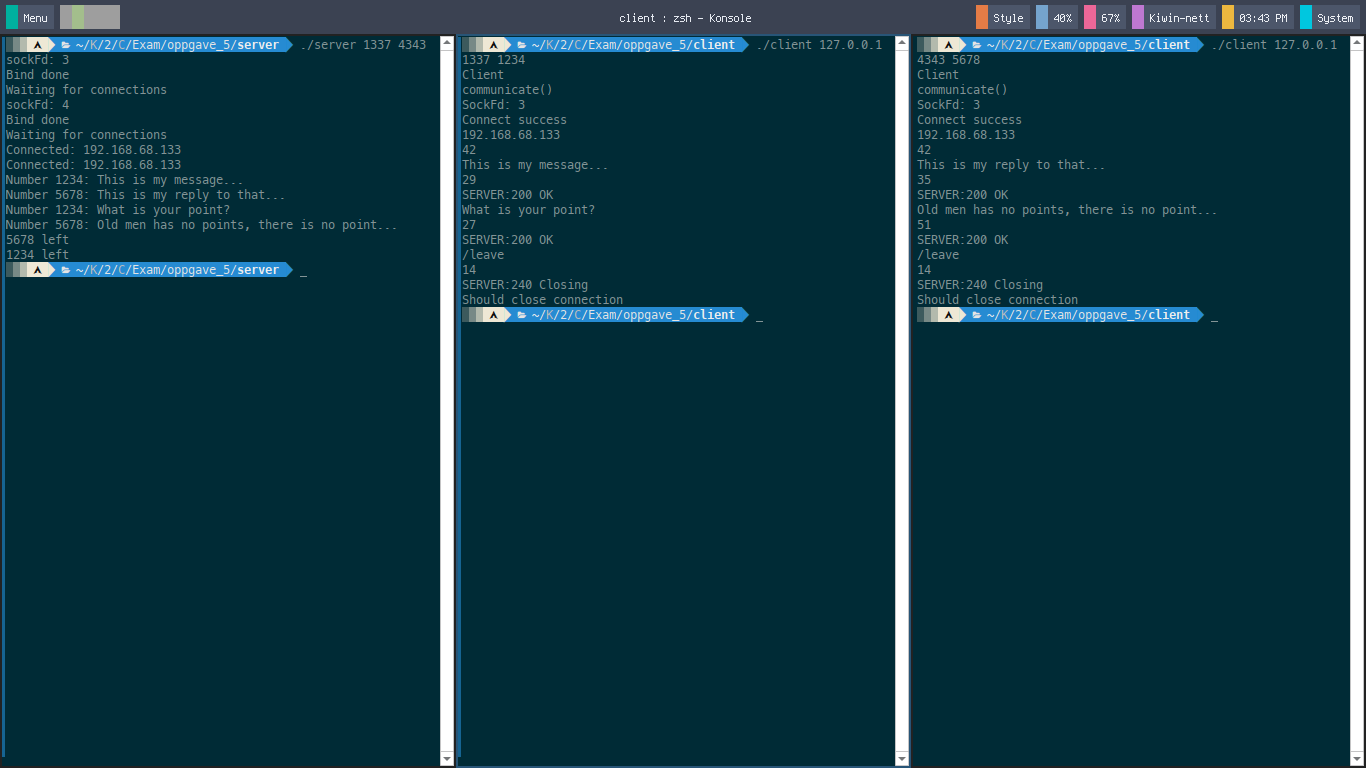 Menu
client : zsh – Konsole
Style
40%
67%
Kiwin-nett
03:43 PM
System
~/K/2/C/Exam/oppgave_5/server ./server 1337 4343
sockFd: 3
Bind done
Waiting for connections
sockFd: 4
Bind done
Waiting for connections
Connected: 192.168.68.133
Connected: 192.168.68.133
Number 1234: This is my message...
Number 5678: This is my reply to that...
Number 1234: What is your point?
Number 5678: Old men has no points, there is no point...
5678 left
1234 left
~/K/2/C/Exam/oppgave_5/server _
~/K/2/C/Exam/oppgave_5/client ./client 127.0.0.1
1337 1234
Client
communicate()
SockFd: 3
Connect success
192.168.68.133
42
This is my message...
29
SERVER:200 OK
What is your point?
27
SERVER:200 OK
/leave
14
SERVER:240 Closing
Should close connection
~/K/2/C/Exam/oppgave_5/client _
~/K/2/C/Exam/oppgave_5/client ./client 127.0.0.1
4343 5678
Client
communicate()
SockFd: 3
Connect success
192.168.68.133
42
This is my reply to that...
35
SERVER:200 OK
Old men has no points, there is no point...
51
SERVER:200 OK
/leave
14
SERVER:240 Closing
Should close connection
~/K/2/C/Exam/oppgave_5/client _